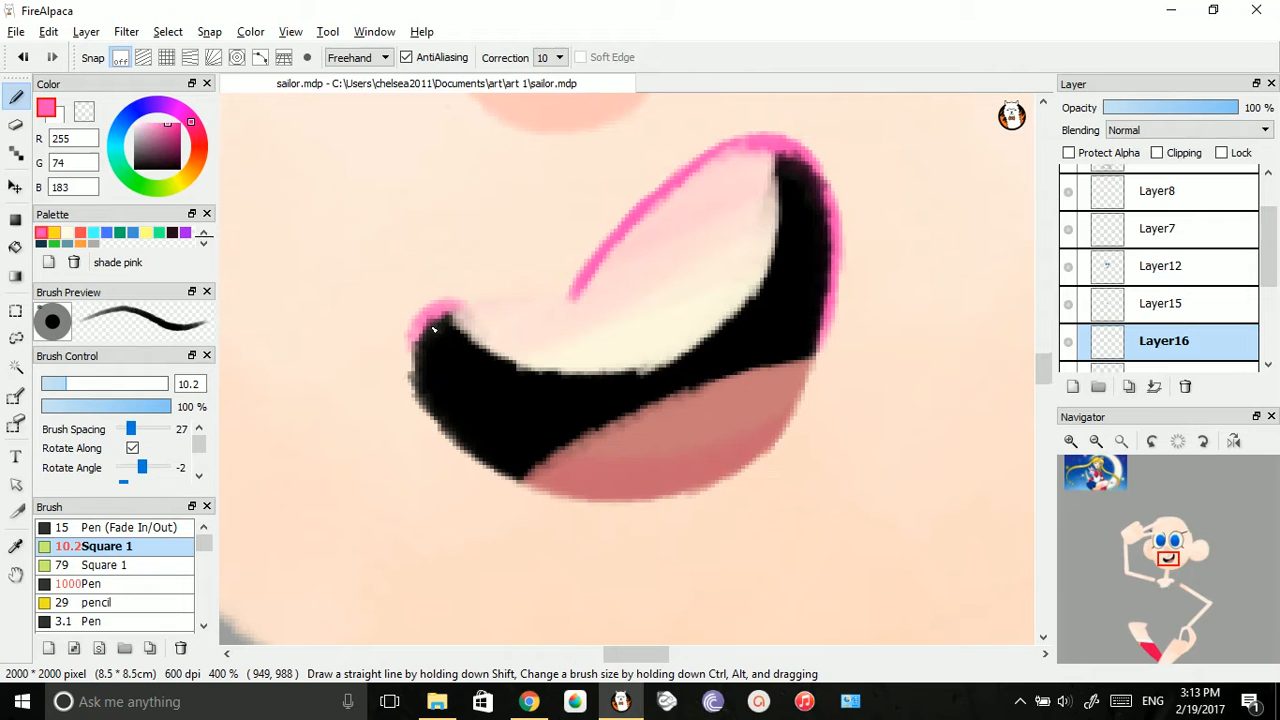 FireAlpaca
File Edit Layer Filter Select Snap Color View Tool Window Help
Snap off Freehand AntiAliasing Correction 10 Soft Edge
Color
sailor.mdp - C:\Users\chelsea2011\Documents\art\art 1\sailor.mdp
Layer
Opacity 100 %
Blending Normal
Protect Alpha Clipping Lock
R 255
G 74
B 183
Palette
shade pink
Brush Preview
Brush Control
10.2
100 %
Brush Spacing 27
Rotate Along
Rotate Angle -2
Brush
15 Pen (Fade In/Out)
10.2 Square 1
79 Square 1
1000 Pen
29 pencil
3.1 Pen
Layer8
Layer7
Layer12
Layer15
Layer16
Navigator
2000 * 2000 pixel (8.5 * 8.5cm) 600 dpi 400 % ( 949, 988 ) Draw a straight line by holding down Shift, Change a brush size by holding down Ctrl, Alt, and dragging
Ask me anything
ENG
3:13 PM
2/19/2017